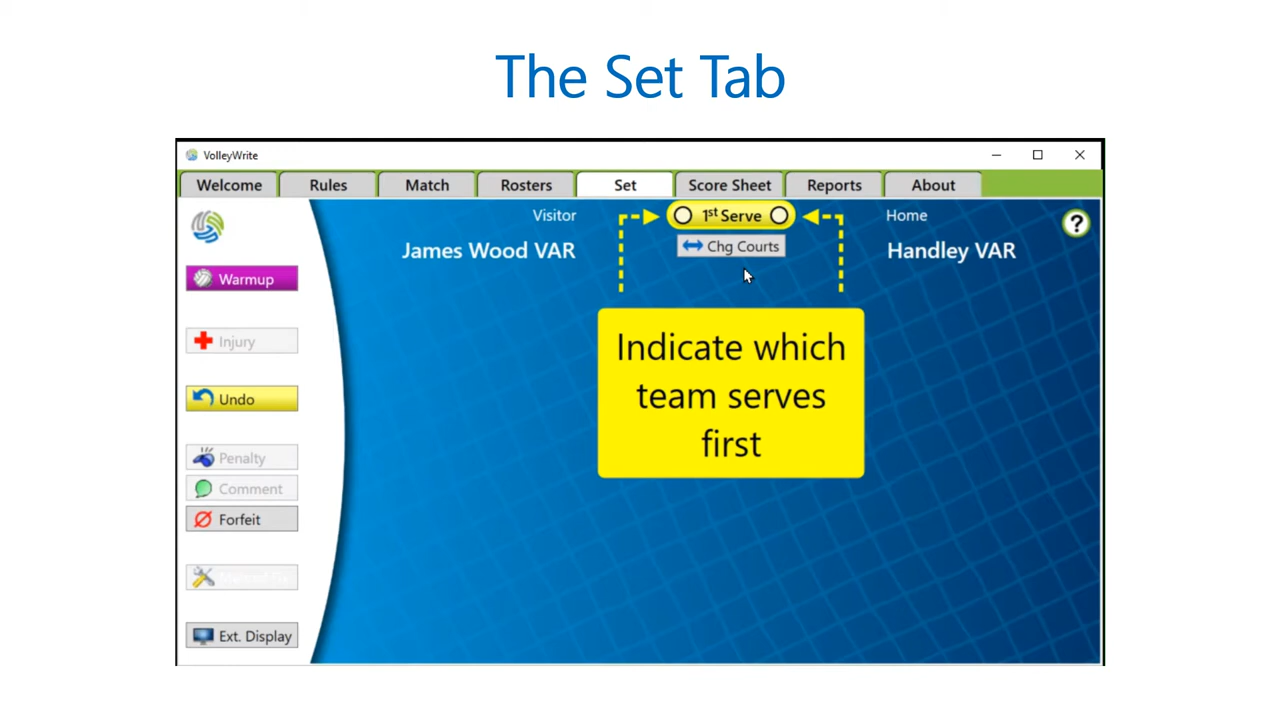 The Set Tab
VolleyWrite
Welcome Rules Match Rosters Set Score Sheet Reports About
Visitor 1st Serve Home ?
James Wood VAR Chg Courts Handley VAR
Warmup
Indicate which
team serves
first
Injury
Undo
Penalty
Comment
Forfeit
Ext. Display